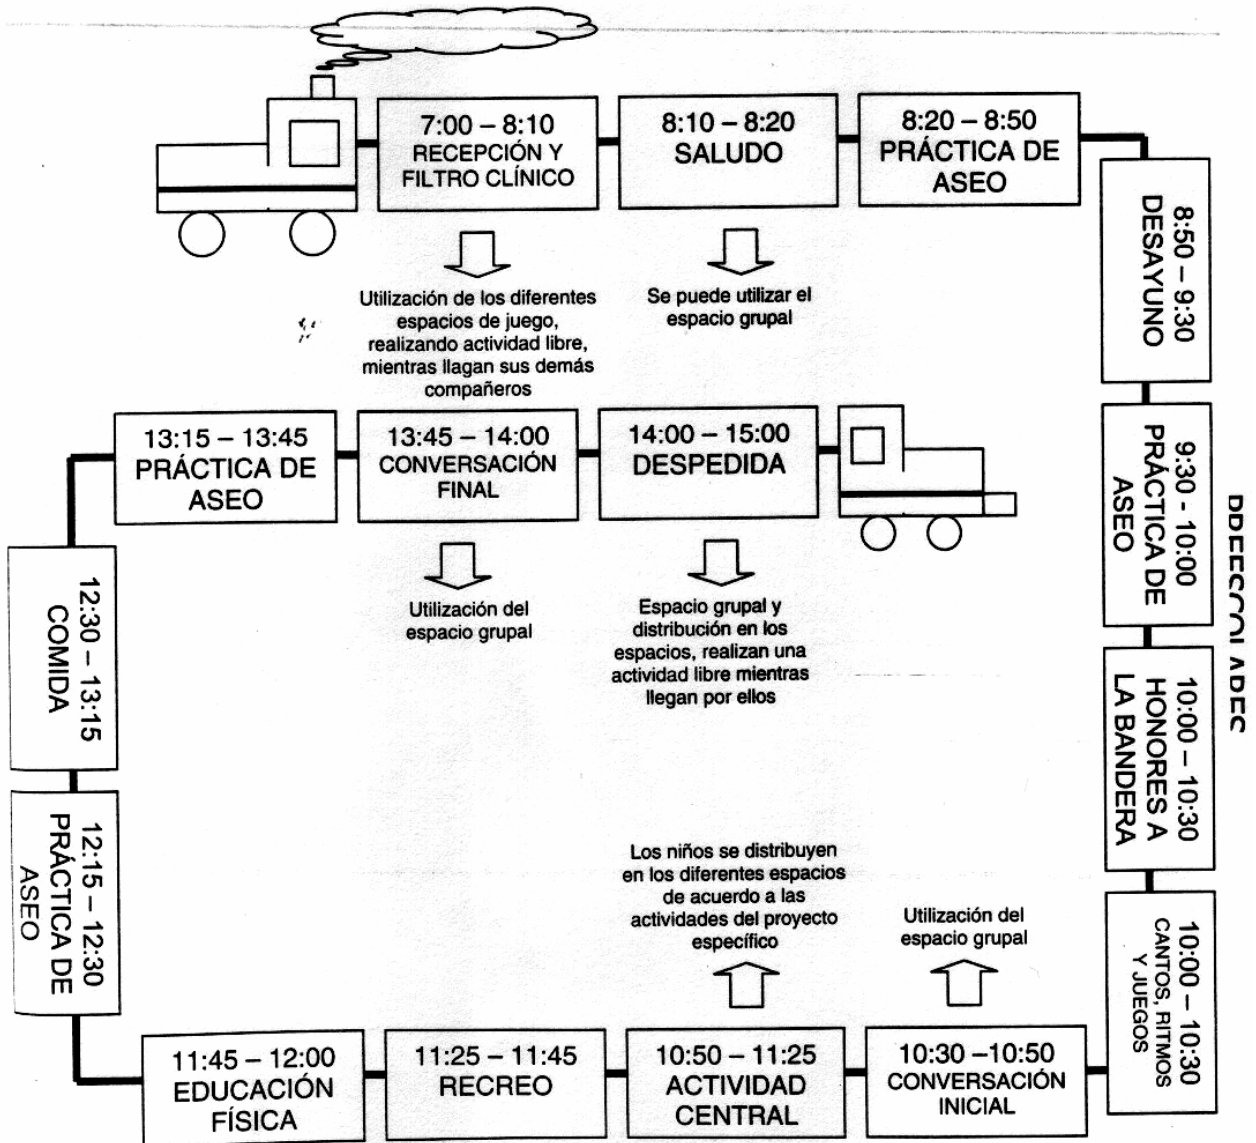 7:00 – 8:10
RECEPCIÓN Y
FILTRO CLÍNICO
8:10 – 8:20
SALUDO
8:20 – 8:50
PRÁCTICA DE
ASEO
Utilización de los diferentes
espacios de juego,
realizando actividad libre,
mientras llagan sus demás
compañeros
Se puede utilizar el
espacio grupal
8:50 – 9:30
DESAYUNO
9:30 - 10:00
PRÁCTICA DE
ASEO
PREESCOLARES
10:00 – 10:30
HONORES A
LA BANDERA
10:00 – 10:30
CANTOS, RITMOS
Y JUEGOS
10:30 –10:50
CONVERSACIÓN
INICIAL
Utilización del
espacio grupal
10:50 – 11:25
ACTIVIDAD
CENTRAL
Los niños se distribuyen
en los diferentes espacios
de acuerdo a las
actividades del proyecto
específico
11:25 – 11:45
RECREO
11:45 – 12:00
EDUCACIÓN
FÍSICA
12:15 – 12:30
PRÁCTICA DE
ASEO
12:30 – 13:15
COMIDA
13:15 – 13:45
PRÁCTICA DE
ASEO
13:45 – 14:00
CONVERSACIÓN
FINAL
Utilización del
espacio grupal
14:00 – 15:00
DESPEDIDA
Espacio grupal y
distribución en los
espacios, realizan una
actividad libre mientras
llegan por ellos